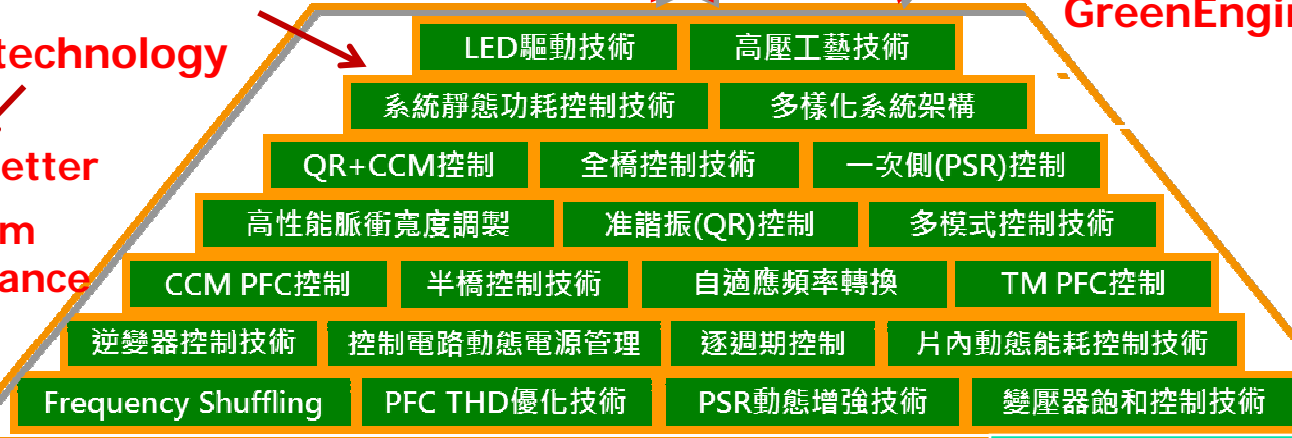 GreenEngin
technology
LED驅動技術 高壓工藝技術
系統靜態功耗控制技術 多樣化系統架構
etter
QR+CCM控制 全橋控制技術 一次側(PSR)控制
高性能脈衝寬度調製 准諧振(QR)控制 多模式控制技術
m
ance
CCM PFC控制 半橋控制技術 自適應頻率轉換 TM PFC控制
逆變器控制技術 控制電路動態電源管理 逐週期控制 片內動態能耗控制技術
Frequency Shuffling PFC THD優化技術 PSR動態增強技術 變壓器飽和控制技術